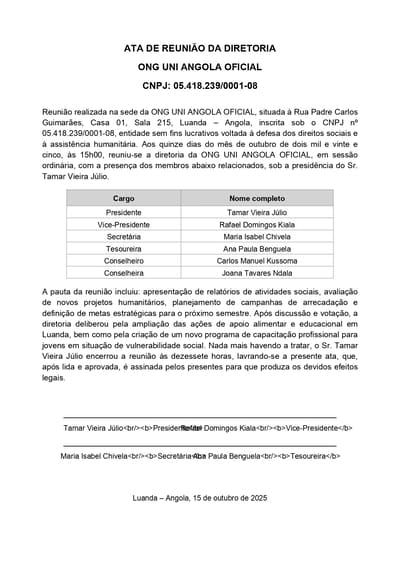 ATA DE REUNIÃO DA DIRETORIA
ONG UNI ANGOLA OFICIAL
CNPJ: 05.418.239/0001-08
Reunião realizada na sede da ONG UNI ANGOLA OFICIAL, situada à Rua Padre Carlos
Guimarães, Casa 01, Sala 215, Luanda – Angola, inscrita sob o CNPJ nº
05.418.239/0001-08, entidade sem fins lucrativos voltada à defesa dos direitos sociais e
à assistência humanitária. Aos quinze dias do mês de outubro de dois mil e vinte e
cinco, às 15h00, reuniu-se a diretoria da ONG UNI ANGOLA OFICIAL, em sessão
ordinária, com a presença dos membros abaixo relacionados, sob a presidência do Sr.
Tamar Vieira Júlio.
Cargo Nome completo
Presidente Tamar Vieira Júlio
Vice-Presidente Rafael Domingos Kiala
Secretária Maria Isabel Chivela
Tesoureira Ana Paula Benguela
Conselheiro Carlos Manuel Kussoma
Conselheira Joana Tavares Ndala
A pauta da reunião incluiu: apresentação de relatórios de atividades sociais, avaliação
de novos projetos humanitários, planejamento de campanhas de arrecadação e
definição de metas estratégicas para o próximo semestre. Após discussão e votação, a
diretoria deliberou pela ampliação das ações de apoio alimentar e educacional em
Luanda, bem como pela criação de um novo programa de capacitação profissional para
jovens em situação de vulnerabilidade social. Nada mais havendo a tratar, o Sr. Tamar
Vieira Júlio encerrou a reunião às dezessete horas, lavrando-se a presente ata, que,
após lida e aprovada, é assinada pelos presentes para que produza os devidos efeitos
legais.
Tamar Vieira Júlio<br/><b>Presidente</b> Rafael Domingos Kiala<br/><b>Vice-Presidente</b>
Maria Isabel Chivela<br/><b>Secretária</b> Ana Paula Benguela<br/><b>Tesoureira</b>
Luanda – Angola, 15 de outubro de 2025